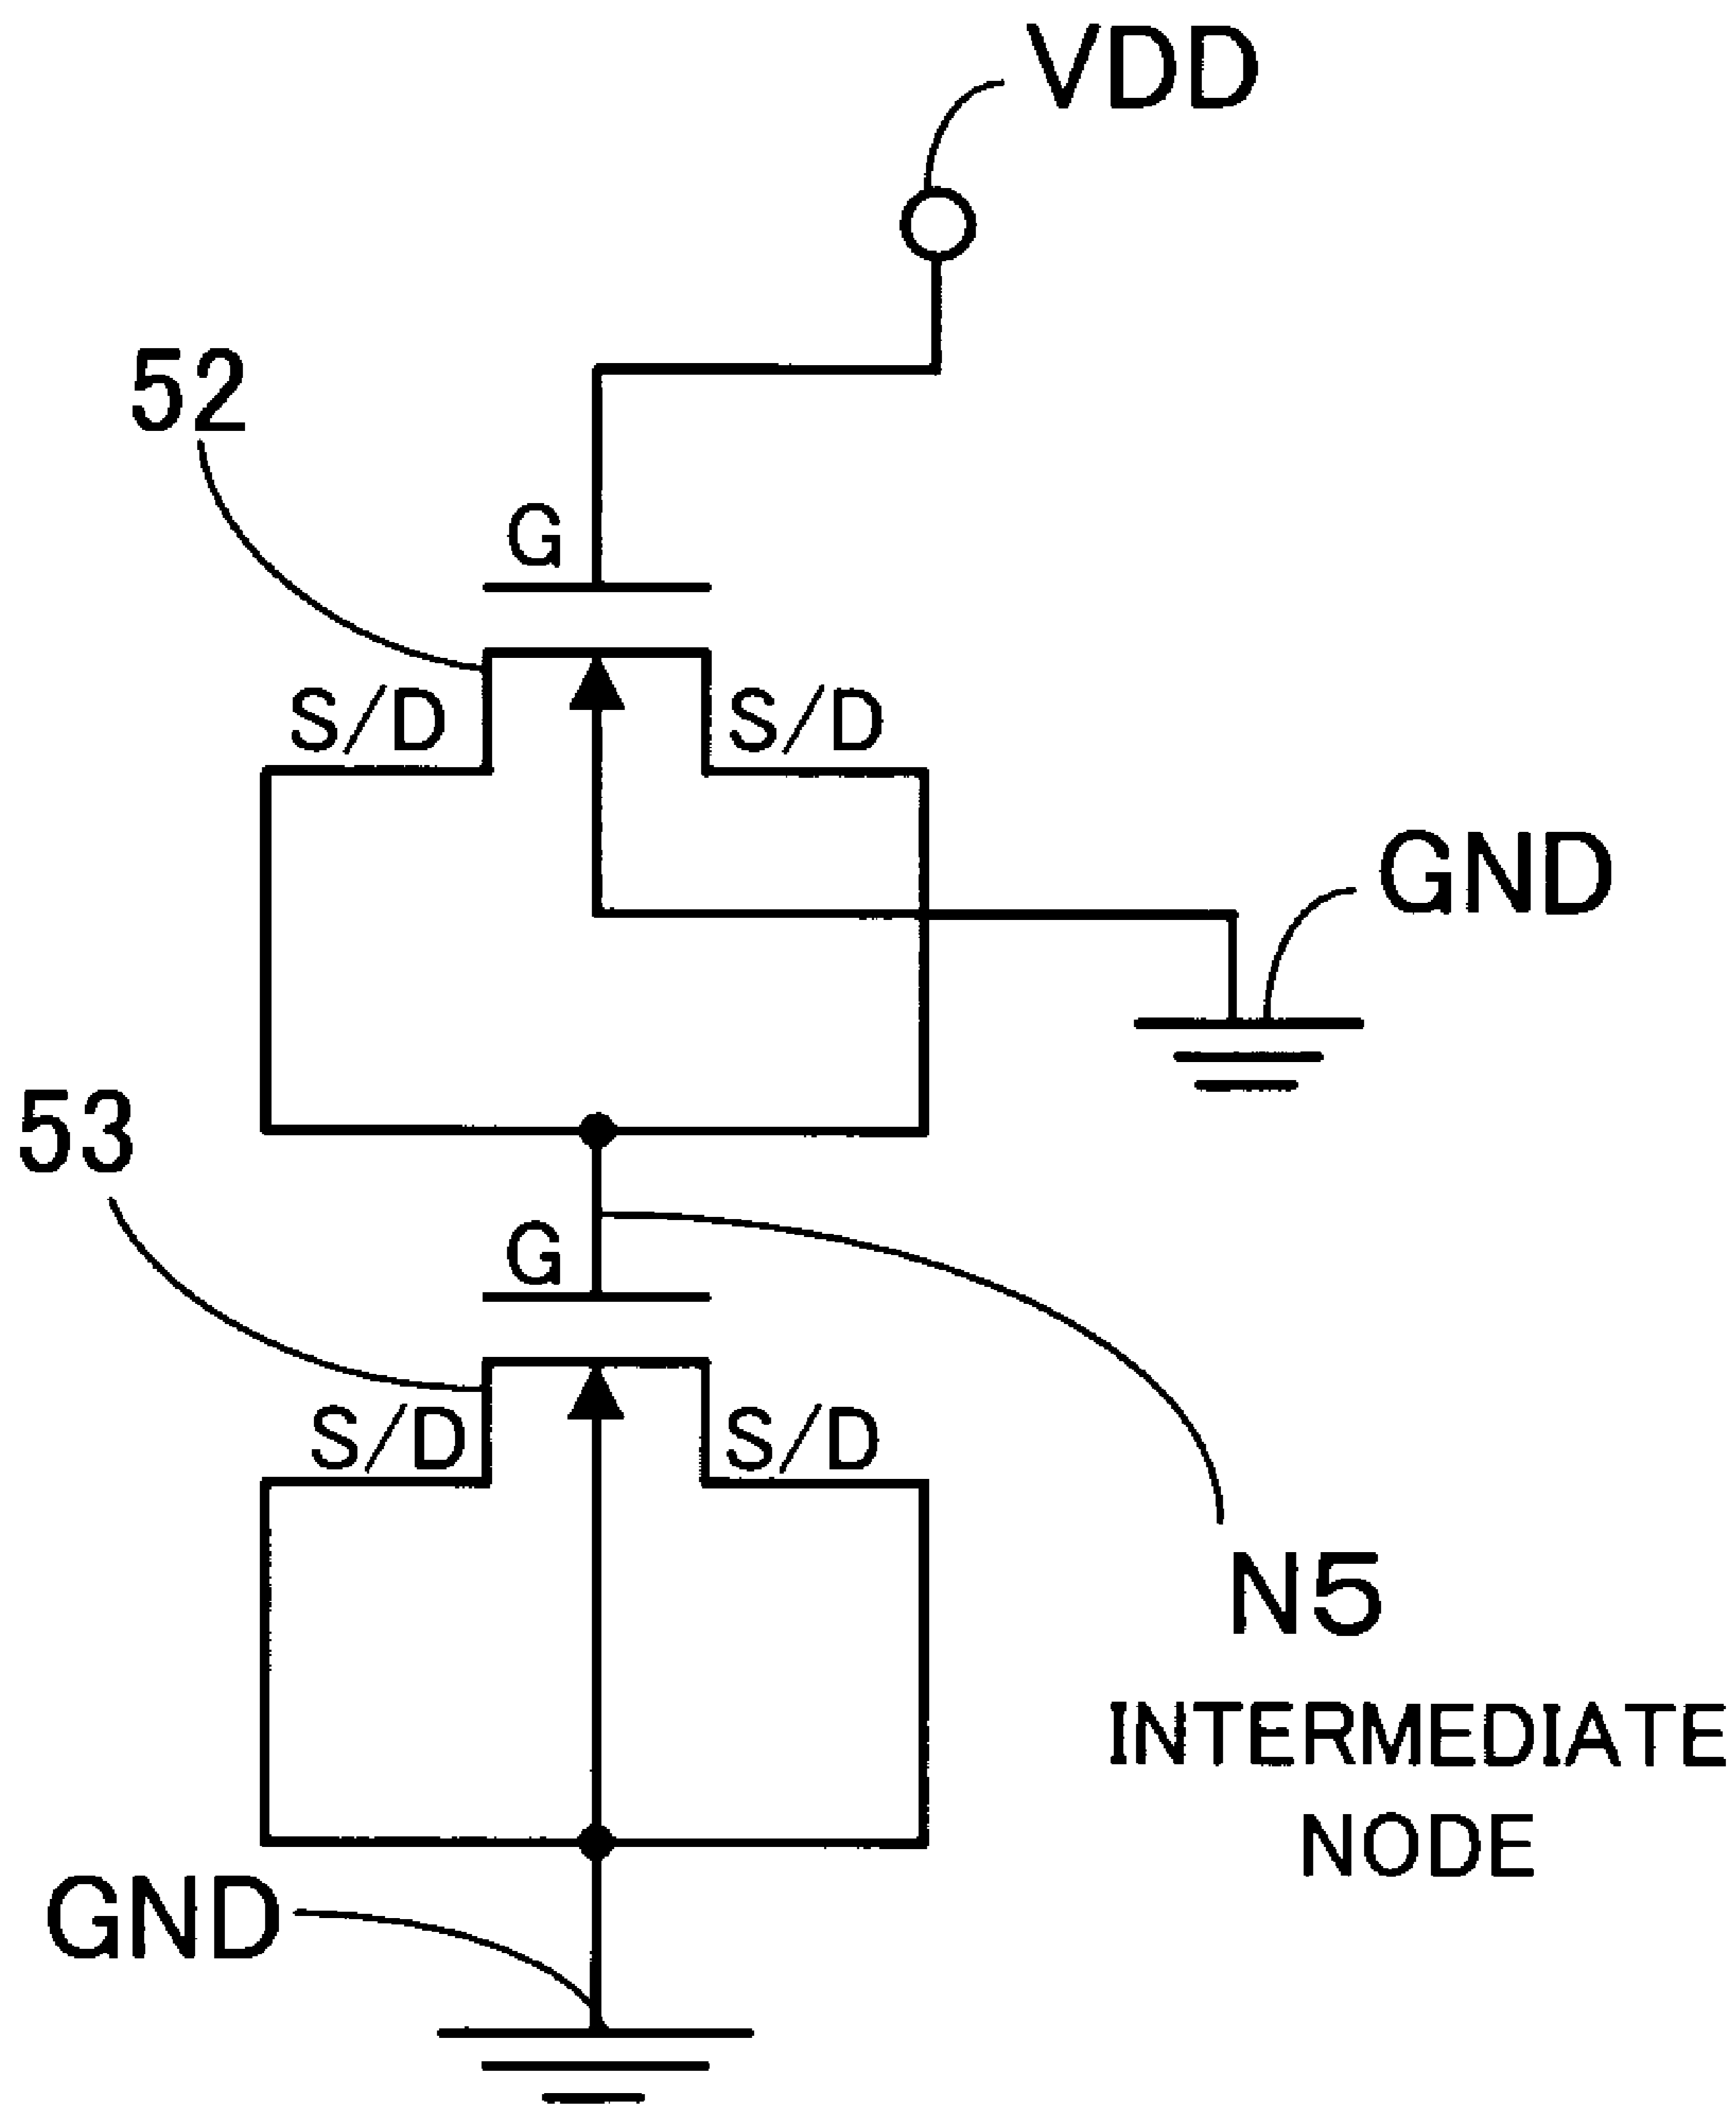 VDD
52
G
S/D
S/D
GND
53
G
S/D
S/D
N5
INTERMEDIATE
NODE
GND